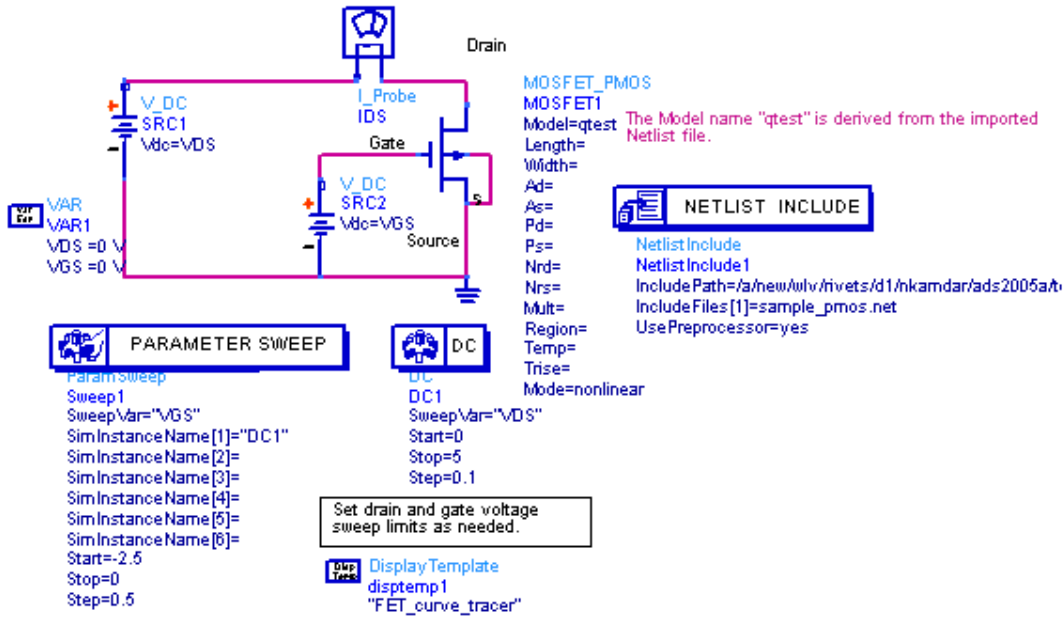 Drain
I_Probe
IDS
V_DC
SRC1
Vdc=VDS
+
-
Gate
V_DC
SRC2
Vdc=VGS
+
-
S
Source
VAR
VAR1
VDS =0 V
VGS =0 V
MOSFET_PMOS
MOSFET1
Model=qtest
Length=
Width=
Ad=
As=
Pd=
Ps=
Nrd=
Nrs=
Mult=
Region=
Temp=
Trise=
Mode=nonlinear
The Model name "qtest" is derived from the imported
Netlist file.
NETLIST INCLUDE
NetlistInclude
NetlistInclude1
IncludePath=/a/new/wlv/rivets/d1/nkamdar/ads2005a/
IncludeFiles[1]=sample_pmos.net
UsePreprocessor=yes
PARAMETER SWEEP
ParamSweep
Sweep1
SweepVar="VGS"
SimInstanceName[1]="DC1"
SimInstanceName[2]=
SimInstanceName[3]=
SimInstanceName[4]=
SimInstanceName[5]=
SimInstanceName[6]=
Start=-2.5
Stop=0
Step=0.5
DC
DC
DC1
SweepVar="VDS"
Start=0
Stop=5
Step=0.1
Set drain and gate voltage
sweep limits as needed.
DisplayTemplate
disptemp1
"FET_curve_tracer"